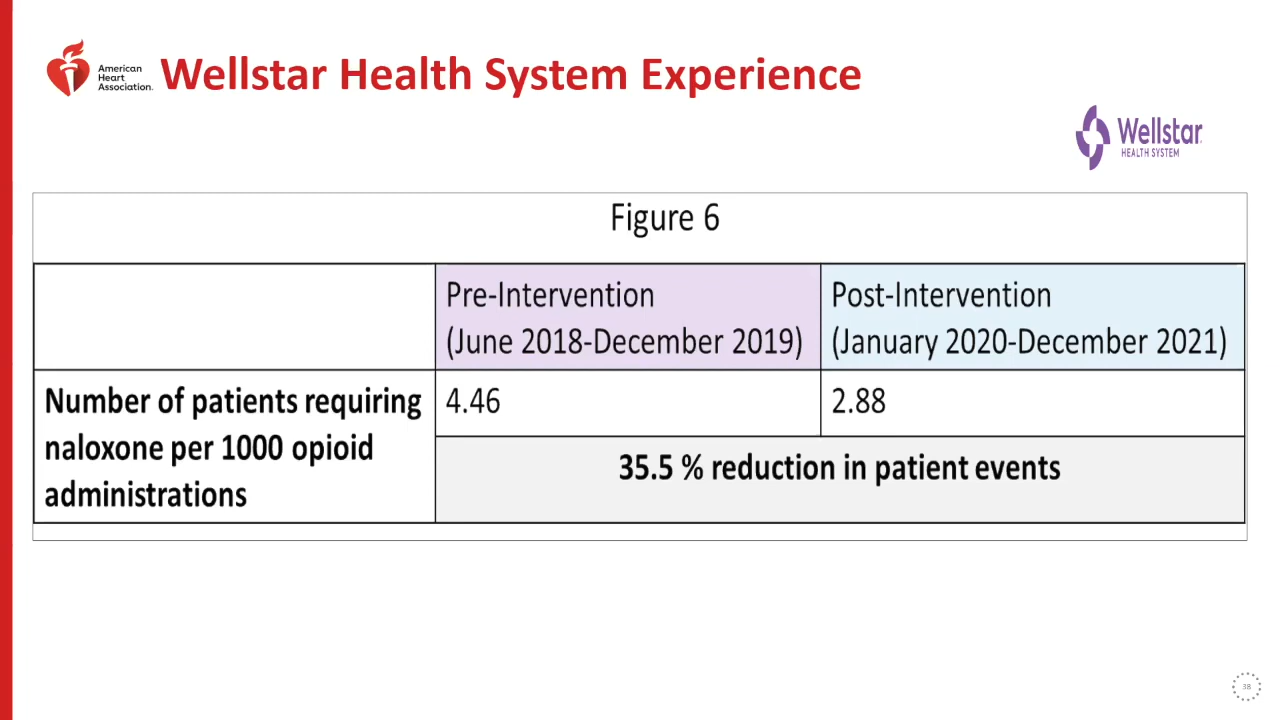 American
Heart
Association.
Wellstar Health System Experience
Wellstar
HEALTH SYSTEM
Figure 6
Pre-Intervention
(June 2018-December 2019)
Post-Intervention
(January 2020-December 2021)
Number of patients requiring
naloxone per 1000 opioid
administrations
4.46
2.88
35.5 % reduction in patient events
38